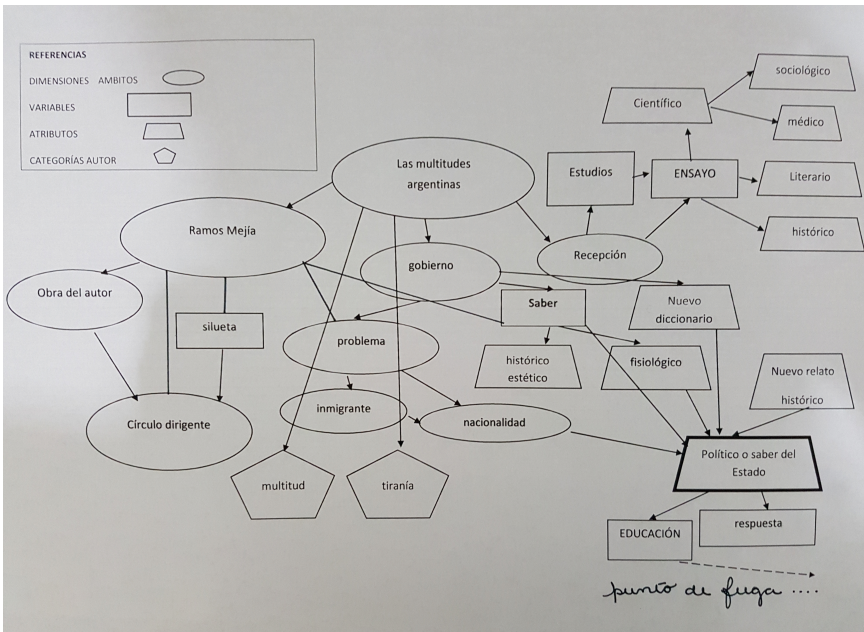 REFERENCIAS
DIMENSIONES AMBITOS
VARIABLES
ATRIBUTOS
CATEGORÍAS AUTOR
sociológico
Científico
médico
Las multitudes
argentinas
Estudios
ENSAYO
Literario
histórico
Ramos Mejía
Recepción
gobierno
Obra del autor
Saber
Nuevo
diccionario
silueta
problema
histórico
estético
fisiológico
Nuevo relato
histórico
inmigrante
nacionalidad
Círculo dirigente
Político o saber del
Estado
multitud
tiranía
EDUCACIÓN
respuesta
punto de fuga ....